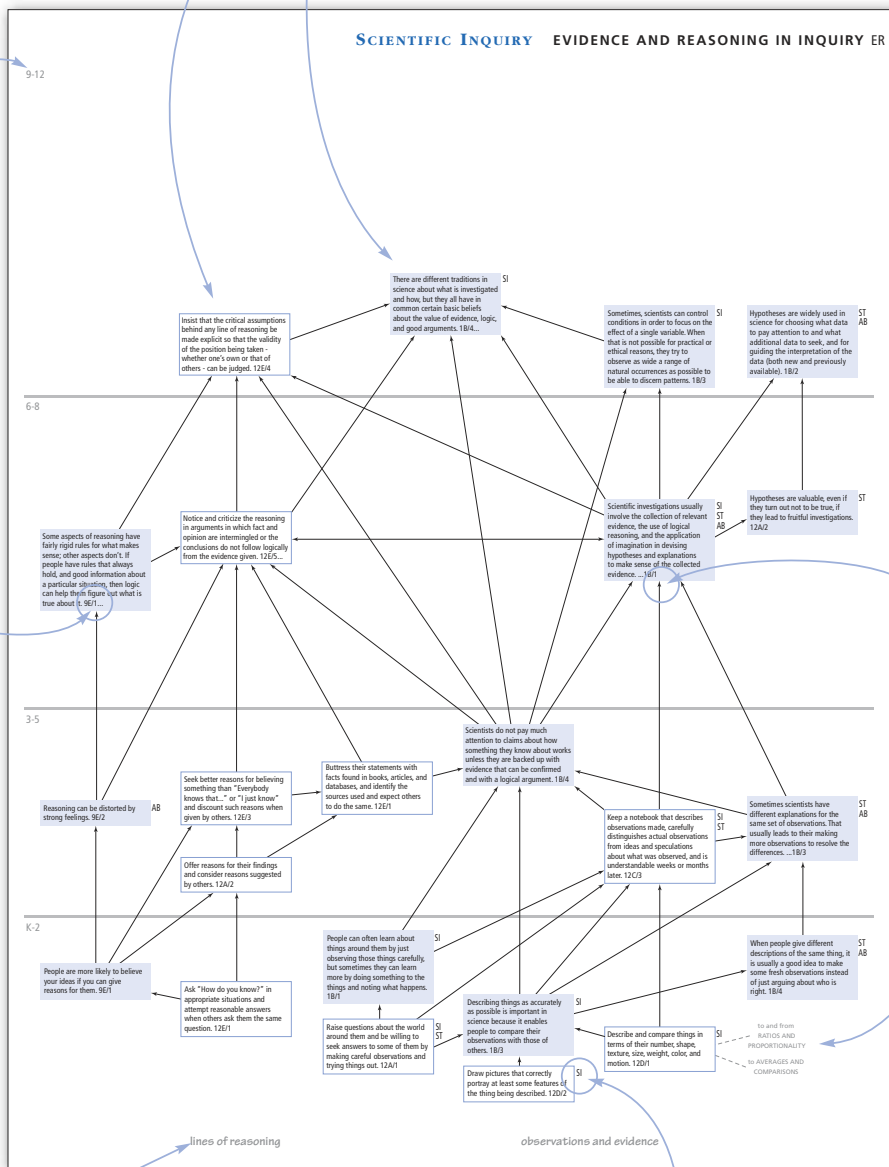 SCIENTIFIC INQUIRY EVIDENCE AND REASONING IN INQUIRY ER
9-12
There are different traditions in
science about what is investigated
and how, but they all have in
common certain basic beliefs
about the value of evidence, logic,
and good arguments. 1B/4...
SI
Insist that the critical assumptions
behind any line of reasoning be
made explicit so that the validity
of the position being taken -
whether one's own or that of
others - can be judged. 12E/4
Sometimes, scientists can control
conditions in order to focus on the
effect of a single variable. When
that is not possible for practical or
ethical reasons, they try to
observe as wide a range of
natural occurrences as possible to
be able to discern patterns. 1B/3
SI
Hypotheses are widely used in
science for choosing what data
to pay attention to and what
additional data to seek, and for
guiding the interpretation of the
data (both new and previously
available). 1B/2
ST
AB
6-8
Some aspects of reasoning have
fairly rigid rules for what makes
sense; other aspects don't. If
people have rules that always
hold, and good information about
a particular situation, then logic
can help them figure out what is
true about it. 9E/1...
Notice and criticize the reasoning
in arguments in which fact and
opinion are intermingled or the
conclusions do not follow logically
from the evidence given. 12E/5...
Scientific investigations usually
involve the collection of relevant
evidence, the use of logical
reasoning, and the application
of imagination in devising
hypotheses and explanations
to make sense of the collected
evidence. ...1B/1
SI
ST
AB
Hypotheses are valuable, even if
they turn out not to be true, if
they lead to fruitful investigations.
12A/2
ST
3-5
Scientists do not pay much
attention to claims about how
something they know about works
unless they are backed up with
evidence that can be confirmed
and with a logical argument. 1B/4
Buttress their statements with
facts found in books, articles, and
databases, and identify the
sources used and expect others
to do the same. 12E/1
Seek better reasons for believing
something than "Everybody
knows that..." or "I just know"
and discount such reasons when
given by others. 12E/3
Reasoning can be distorted by
strong feelings. 9E/2
AB
Keep a notebook that describes
observations made, carefully
distinguishes actual observations
from ideas and speculations
about what was observed, and is
understandable weeks or months
later. 12C/3
SI
ST
Sometimes scientists have
different explanations for the
same set of observations. That
usually leads to their making
more observations to resolve the
differences. ...1B/3
ST
AB
Offer reasons for their findings
and consider reasons suggested
by others. 12A/2
K-2
People are more likely to believe
your ideas if you can give
reasons for them. 9E/1
Ask "How do you know?" in
appropriate situations and
attempt reasonable answers
when others ask them the same
question. 12E/1
People can often learn about
things around them by just
observing those things carefully,
but sometimes they can learn
more by doing something to the
things and noting what happens.
1B/1
SI
When people give different
descriptions of the same thing, it
is usually a good idea to make
some fresh observations instead
of just arguing about who is
right. 1B/4
ST
AB
Describing things as accurately
as possible is important in
science because it enables
people to compare their
observations with those of
others. 1B/3
SI
Raise questions about the world
around them and be willing to
seek answers to some of them by
making careful observations and
trying things out. 12A/1
SI
ST
Describe and compare things in
terms of their number, shape,
texture, size, weight, color, and
motion. 12D/1
SI
to and from
RATIOS AND
PROPORTIONALITY
to AVERAGES AND
COMPARISONS
Draw pictures that correctly
portray at least some features of
the thing being described. 12D/2
SI
lines of reasoning
observations and evidence